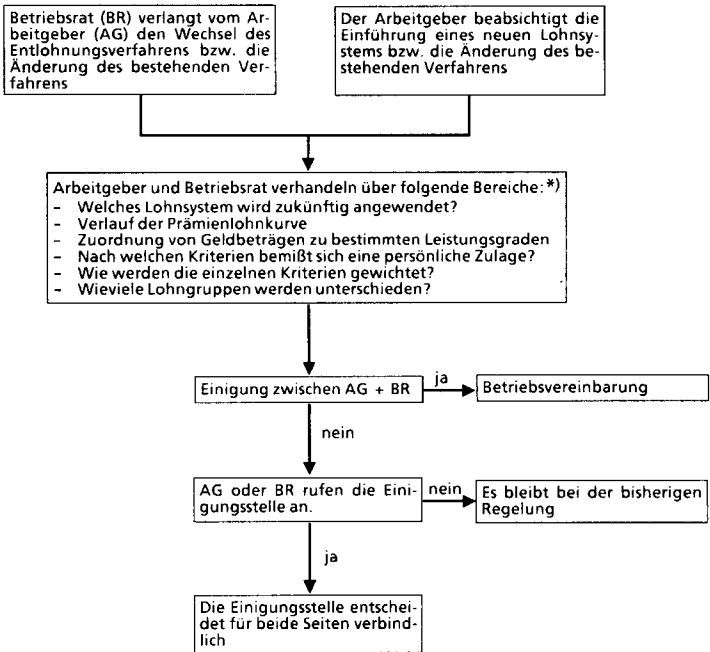 Betriebsrat (BR) verlangt vom Ar-
beitgeber (AG) den Wechsel des
Entlohnungsverfahrens bzw. die
Änderung des bestehenden Ver-
fahrens
Der Arbeitgeber beabsichtigt die
Einführung eines neuen Lohnsy-
stems bzw. die Änderung des be-
stehenden Verfahrens
Arbeitgeber und Betriebsrat verhandeln über folgende Bereiche: *)
- Welches Lohnsystem wird zukünftig angewendet?
- Verlauf der Prämienlohnkurve
- Zuordnung von Geldbeträgen zu bestimmten Leistungsgraden
- Nach welchen Kriterien bemißt sich eine persönliche Zulage?
- Wie werden die einzelnen Kriterien gewichtet?
- Wieviele Lohngruppen werden unterschieden?
Einigung zwischen AG + BR
ja
Betriebsvereinbarung
nein
AG oder BR rufen die Eini-
gungsstelle an.
nein
Es bleibt bei der bisherigen
Regelung
ja
Die Einigungsstelle entschei-
det für beide Seiten verbind-
lich